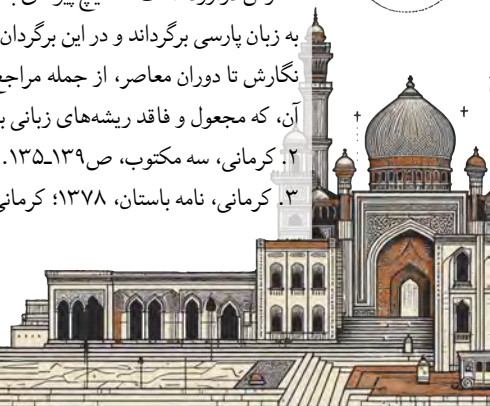 به زبان پارسی برگرداند و در این برگردان
نگارش تا دوران معاصر، از جمله مراجع
آن، که مجعول و فاقد ریشه‌های زبانی
۲. کرمانی، سه مکتوب، ص۱۳۹ـ۱۳۵.
۳. کرمانی، نامه باستان، ۱۳۷۸؛ کرمانی